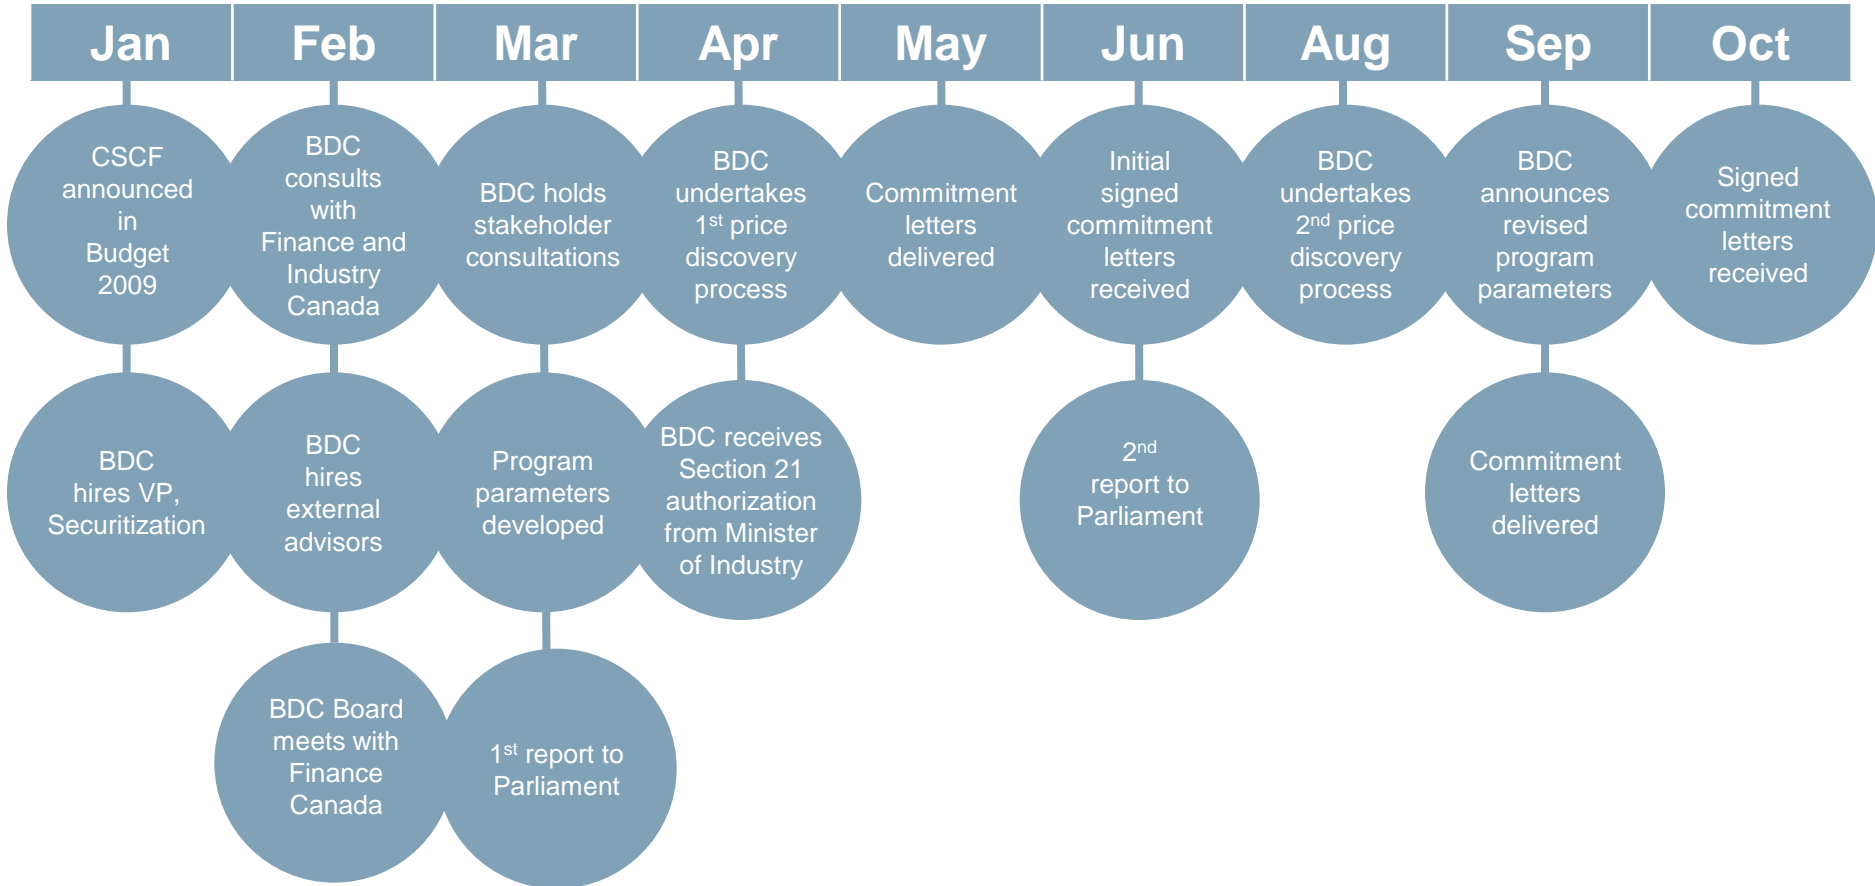 Jan
Feb
Mar
Apr
May
Jun
Aug
Sep
Oct
CSCF
announced
in
Budget
2009
BDC
consults
with
Finance and
Industry
Canada
BDC holds
stakeholder
consultations
BDC
undertakes
1st price
discovery
process
Commitment
letters
delivered
Initial
signed
commitment
letters
received
BDC
undertakes
2nd price
discovery
process
BDC
announces
revised
program
parameters
Signed
commitment
letters
received
BDC
hires VP,
Securitization
BDC
hires
external
advisors
Program
parameters
developed
BDC receives
Section 21
authorization
from Minister
of Industry
2nd
report to
Parliament
Commitment
letters
delivered
BDC Board
meets with
Finance
Canada
1st report to
Parliament